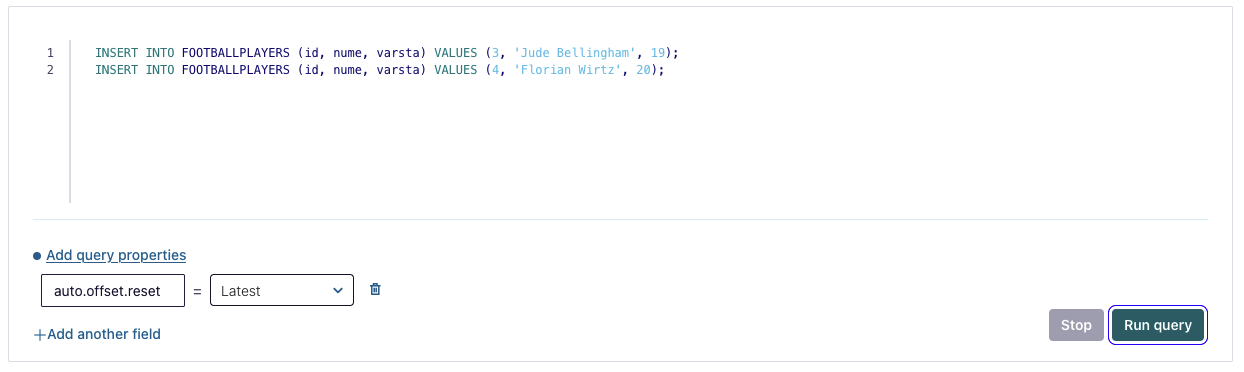 1 INSERT INTO FOOTBALLPLAYERS (id, nume, varsta) VALUES (3, 'Jude Bellingham', 19);
2 INSERT INTO FOOTBALLPLAYERS (id, nume, varsta) VALUES (4, 'Florian Wirtz', 20);
Add query properties
auto.offset.reset = Latest
+Add another field
Stop Run query